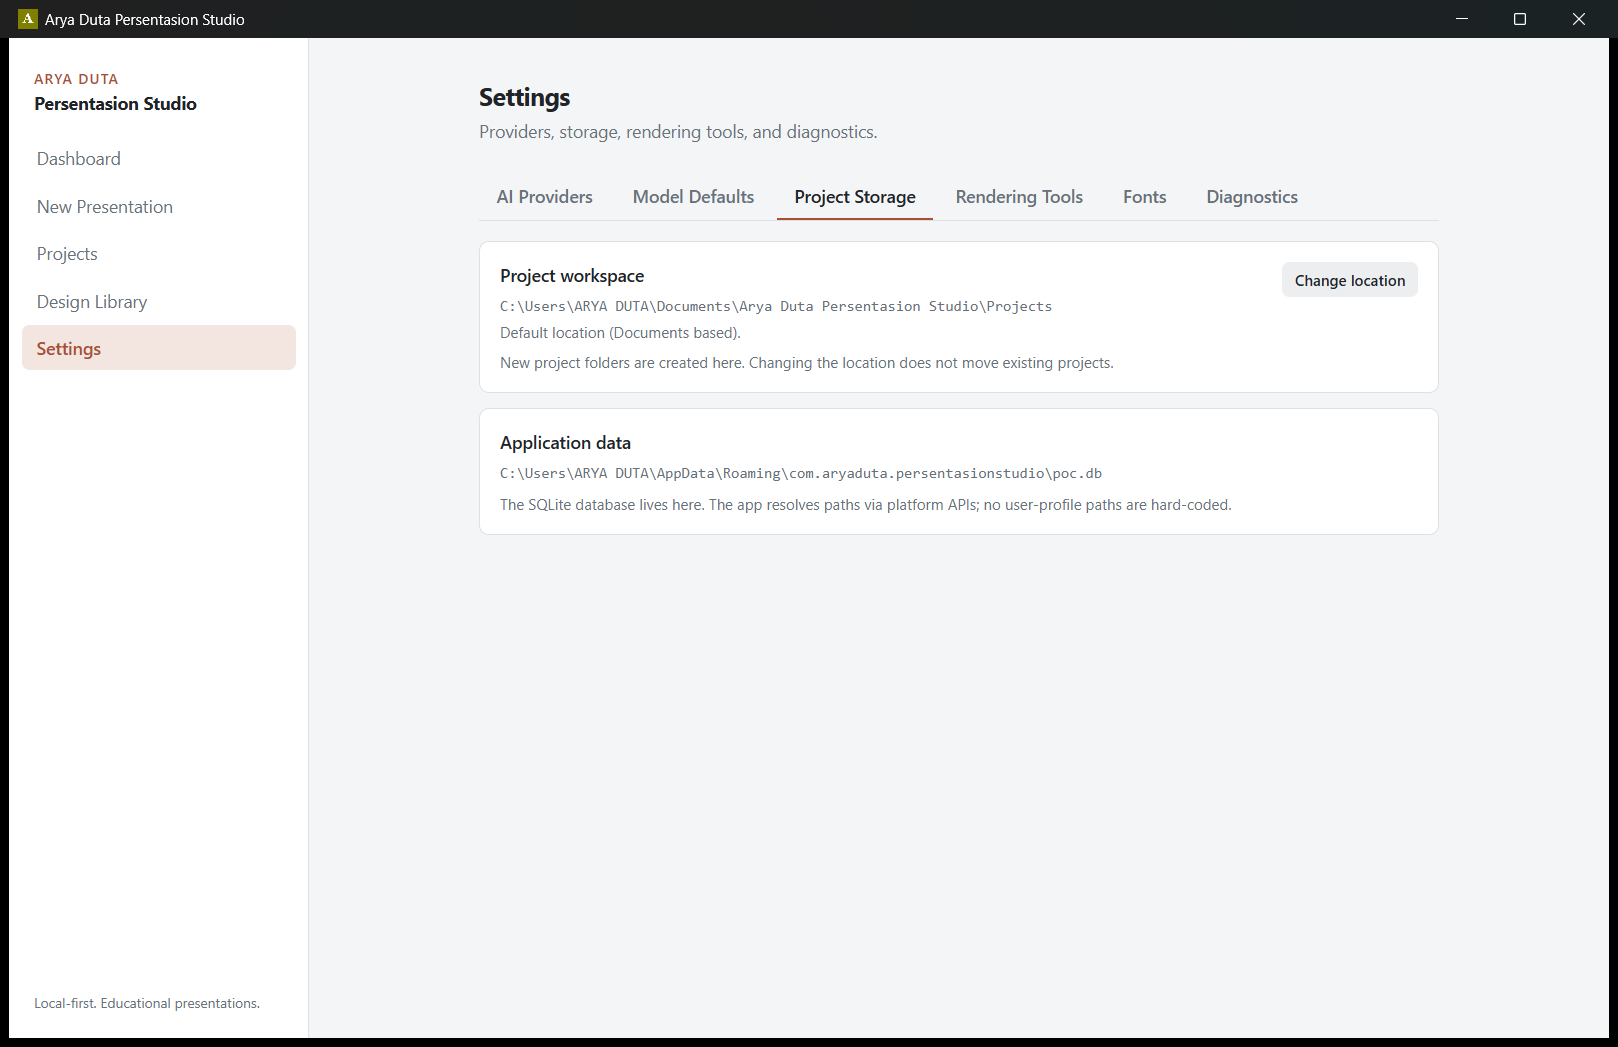 A Arya Duta Persentasion Studio
ARYA DUTA
Persentasion Studio
Dashboard
New Presentation
Projects
Design Library
Settings
Local-first. Educational presentations.
Settings
Providers, storage, rendering tools, and diagnostics.
AI Providers Model Defaults Project Storage Rendering Tools Fonts Diagnostics
Project workspace
Change location
C:\Users\ARYA DUTA\Documents\Arya Duta Persentasion Studio\Projects
Default location (Documents based).
New project folders are created here. Changing the location does not move existing projects.
Application data
C:\Users\ARYA DUTA\AppData\Roaming\com.aryaduta.persentasionstudio\poc.db
The SQLite database lives here. The app resolves paths via platform APIs; no user-profile paths are hard-coded.